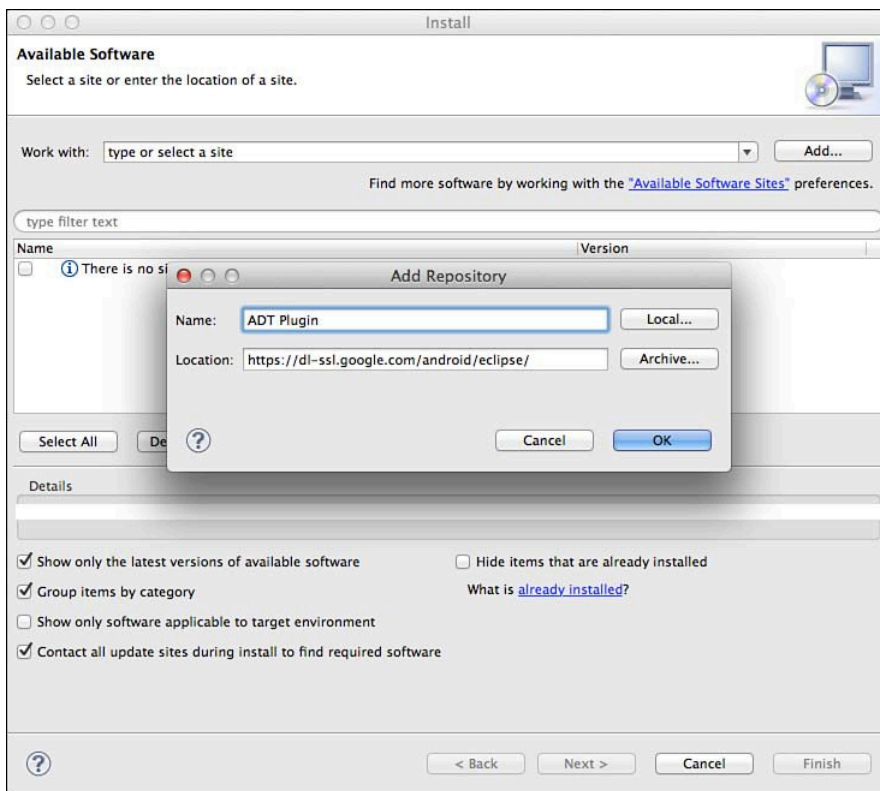 Install
Available Software
Select a site or enter the location of a site.
Work with: type or select a site Add...
Find more software by working with the "Available Software Sites" preferences.
type filter text
Name Version
There is no si
Add Repository
Name: ADT Plugin Local...
Location: https://dl-ssl.google.com/android/eclipse/ Archive...
? Cancel OK
Select All De
Details
Show only the latest versions of available software Hide items that are already installed
Group items by category What is already installed?
Show only software applicable to target environment
Contact all update sites during install to find required software
? < Back Next > Cancel Finish